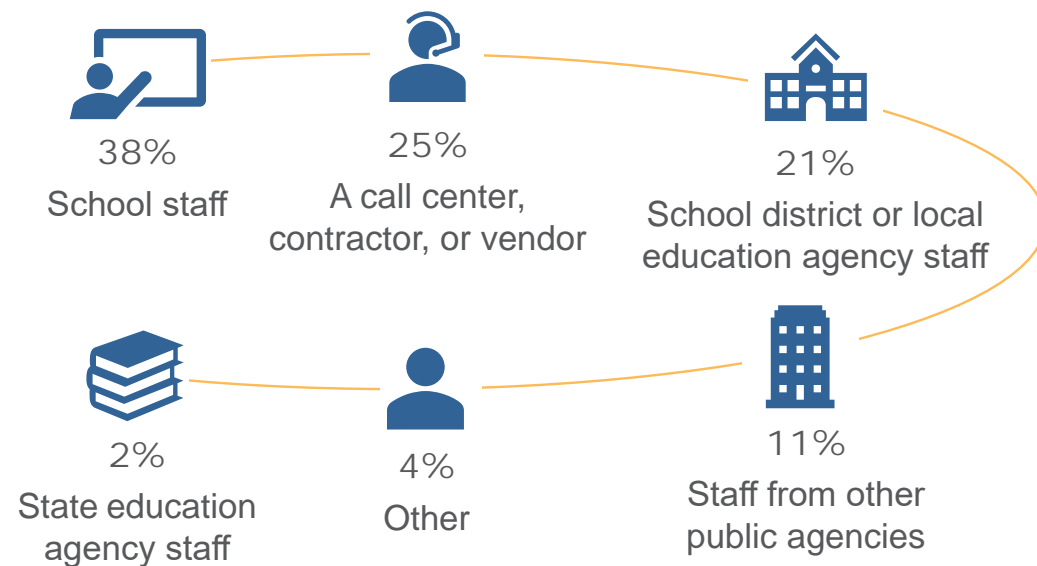 38%
School staff
25%
A call center,
contractor, or vendor
21%
School district or local
education agency staff
2%
State education
agency staff
4%
Other
11%
Staff from other
public agencies